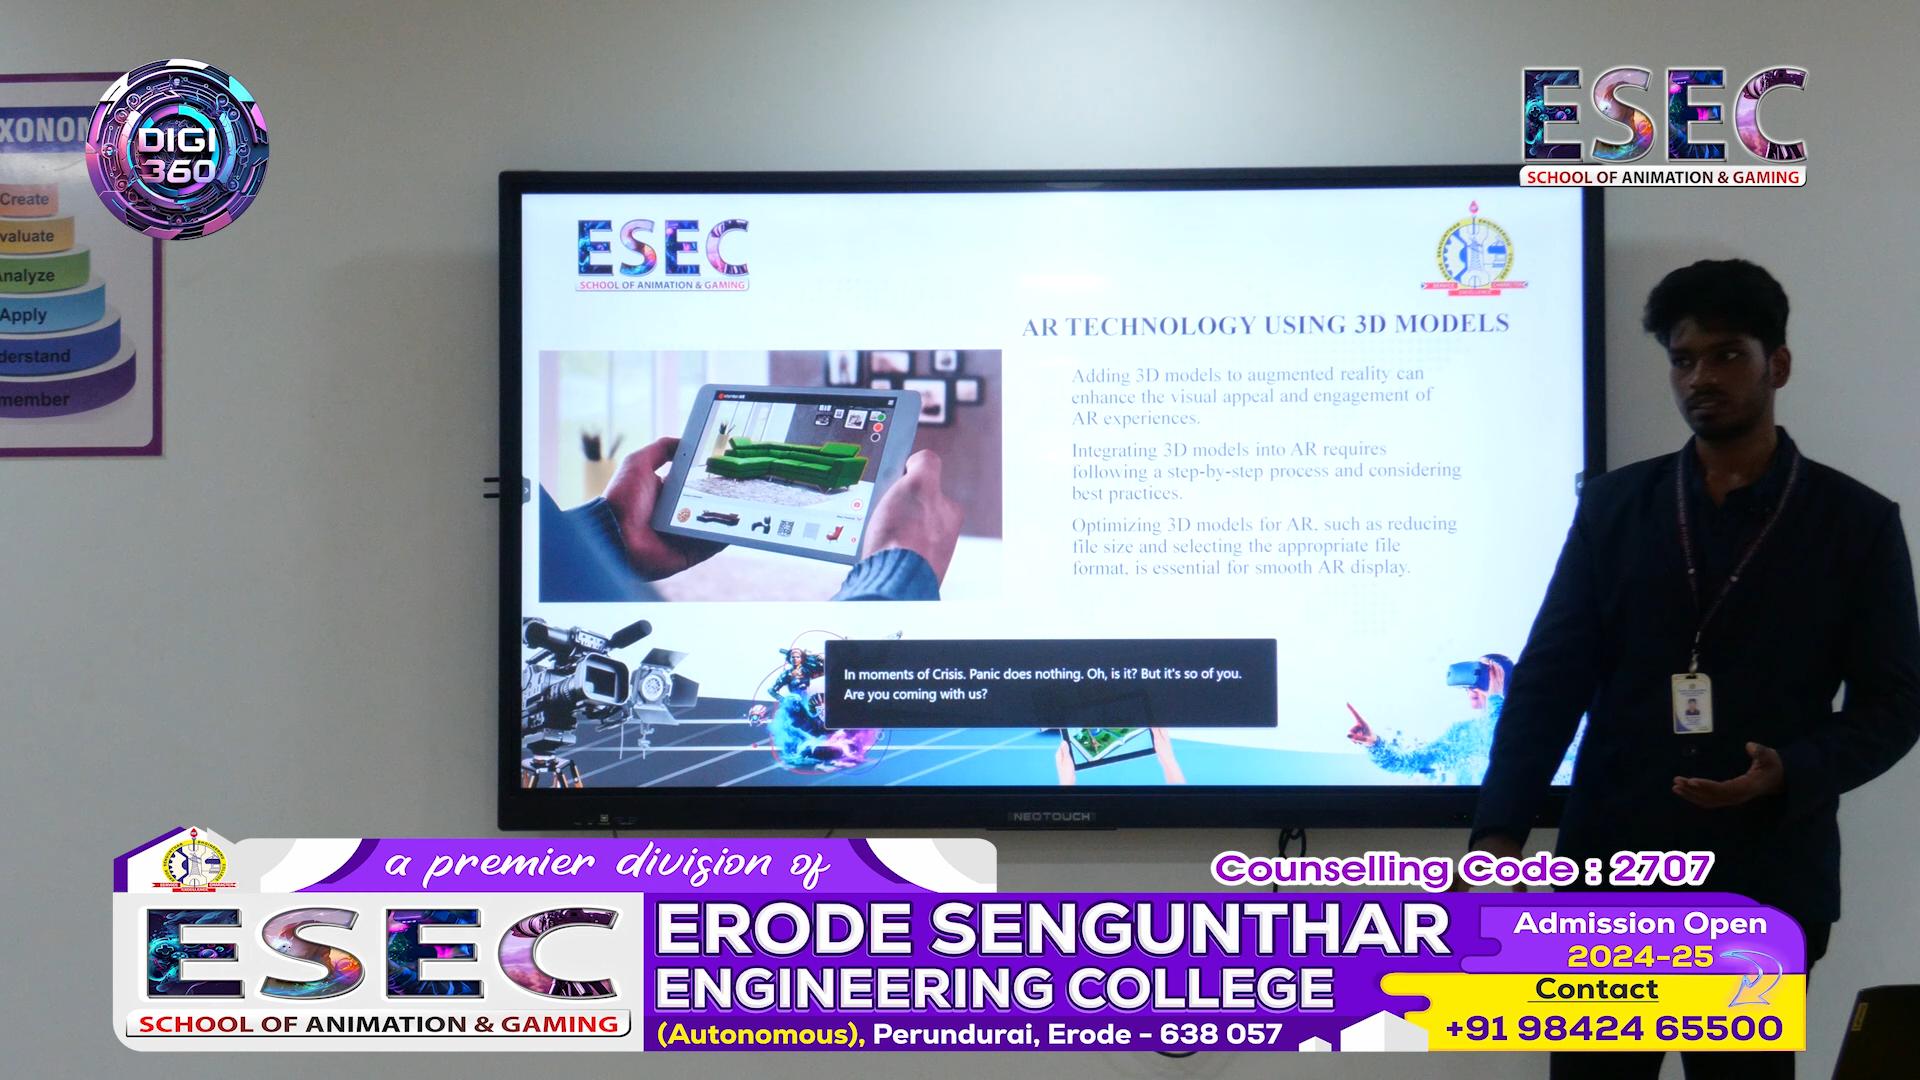 XONOM
Create
valuate
Analyze
Apply
derstand
member
DIGI
360
ESEC
SCHOOL OF ANIMATION & GAMING
ESEC
SCHOOL OF ANIMATION & GAMING
AR TECHNOLOGY USING 3D MODELS
Adding 3D models to augmented reality can
enhance the visual appeal and engagement of
AR experiences.
Integrating 3D models into AR requires
following a step-by-step process and considering
best practices.
Optimizing 3D models for AR, such as reducing
file size and selecting the appropriate file
format, is essential for smooth AR display.
In moments of Crisis. Panic does nothing. Oh, is it? But it's so of you.
Are you coming with us?
NEOTOUCH
a premier division of
Counselling Code : 2707
ESEC
SCHOOL OF ANIMATION & GAMING
ERODE SENGUNTHAR
ENGINEERING COLLEGE
(Autonomous), Perundurai, Erode - 638 057
Admission Open
2024-25
Contact
+91 98424 65500